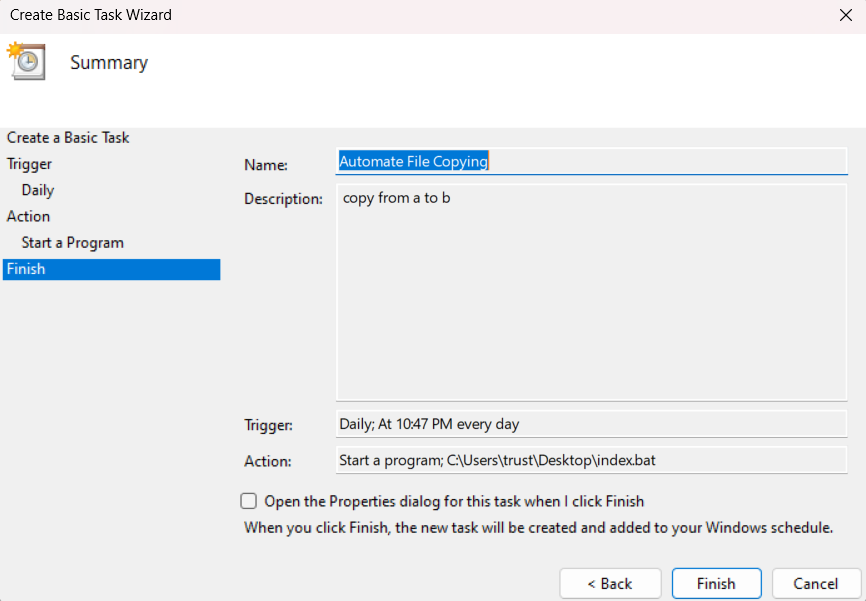 Create Basic Task Wizard
Summary
Create a Basic Task
Trigger
Daily
Action
Start a Program
Finish
Name: Automate File Copying
Description: copy from a to b
Trigger: Daily; At 10:47 PM every day
Action: Start a program; C:\Users\trust\Desktop\index.bat
Open the Properties dialog for this task when I click Finish
When you click Finish, the new task will be created and added to your Windows schedule.
< Back Finish Cancel